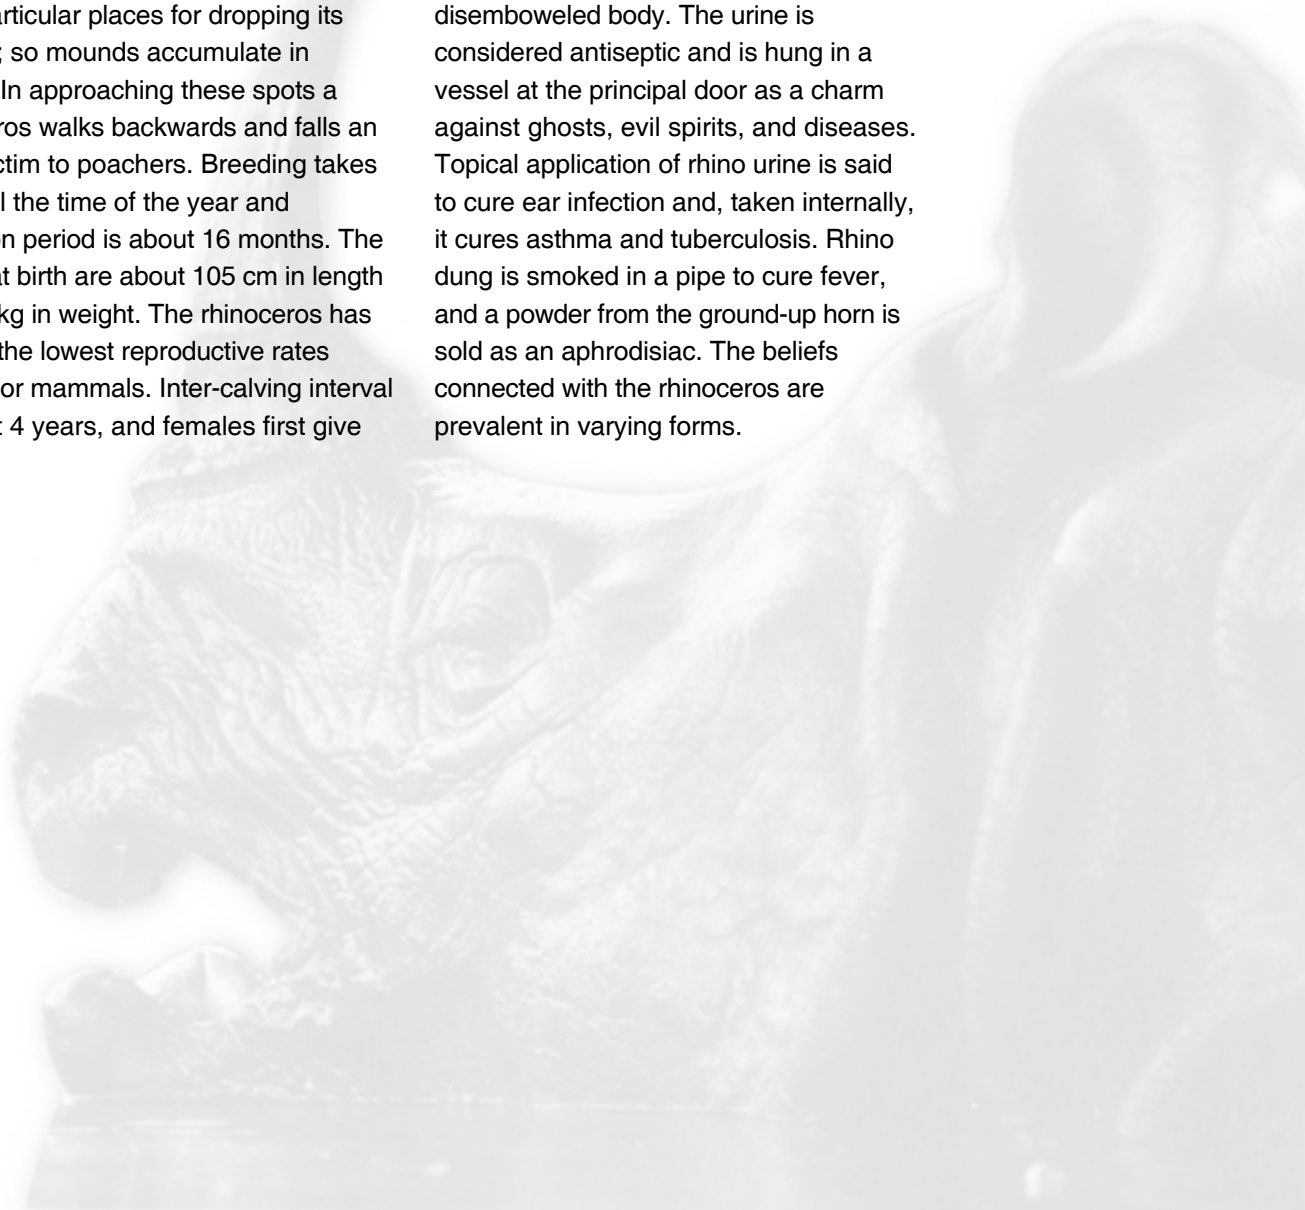 articular places for dropping its
; so mounds accumulate in
In approaching these spots a
ros walks backwards and falls an
ctim to poachers. Breeding takes
l the time of the year and
on period is about 16 months. The
at birth are about 105 cm in length
kg in weight. The rhinoceros has
the lowest reproductive rates
or mammals. Inter-calving interval
t 4 years, and females first give
disemboweled body. The urine is
considered antiseptic and is hung in a
vessel at the principal door as a charm
against ghosts, evil spirits, and diseases.
Topical application of rhino urine is said
to cure ear infection and, taken internally,
it cures asthma and tuberculosis. Rhino
dung is smoked in a pipe to cure fever,
and a powder from the ground-up horn is
sold as an aphrodisiac. The beliefs
connected with the rhinoceros are
prevalent in varying forms.